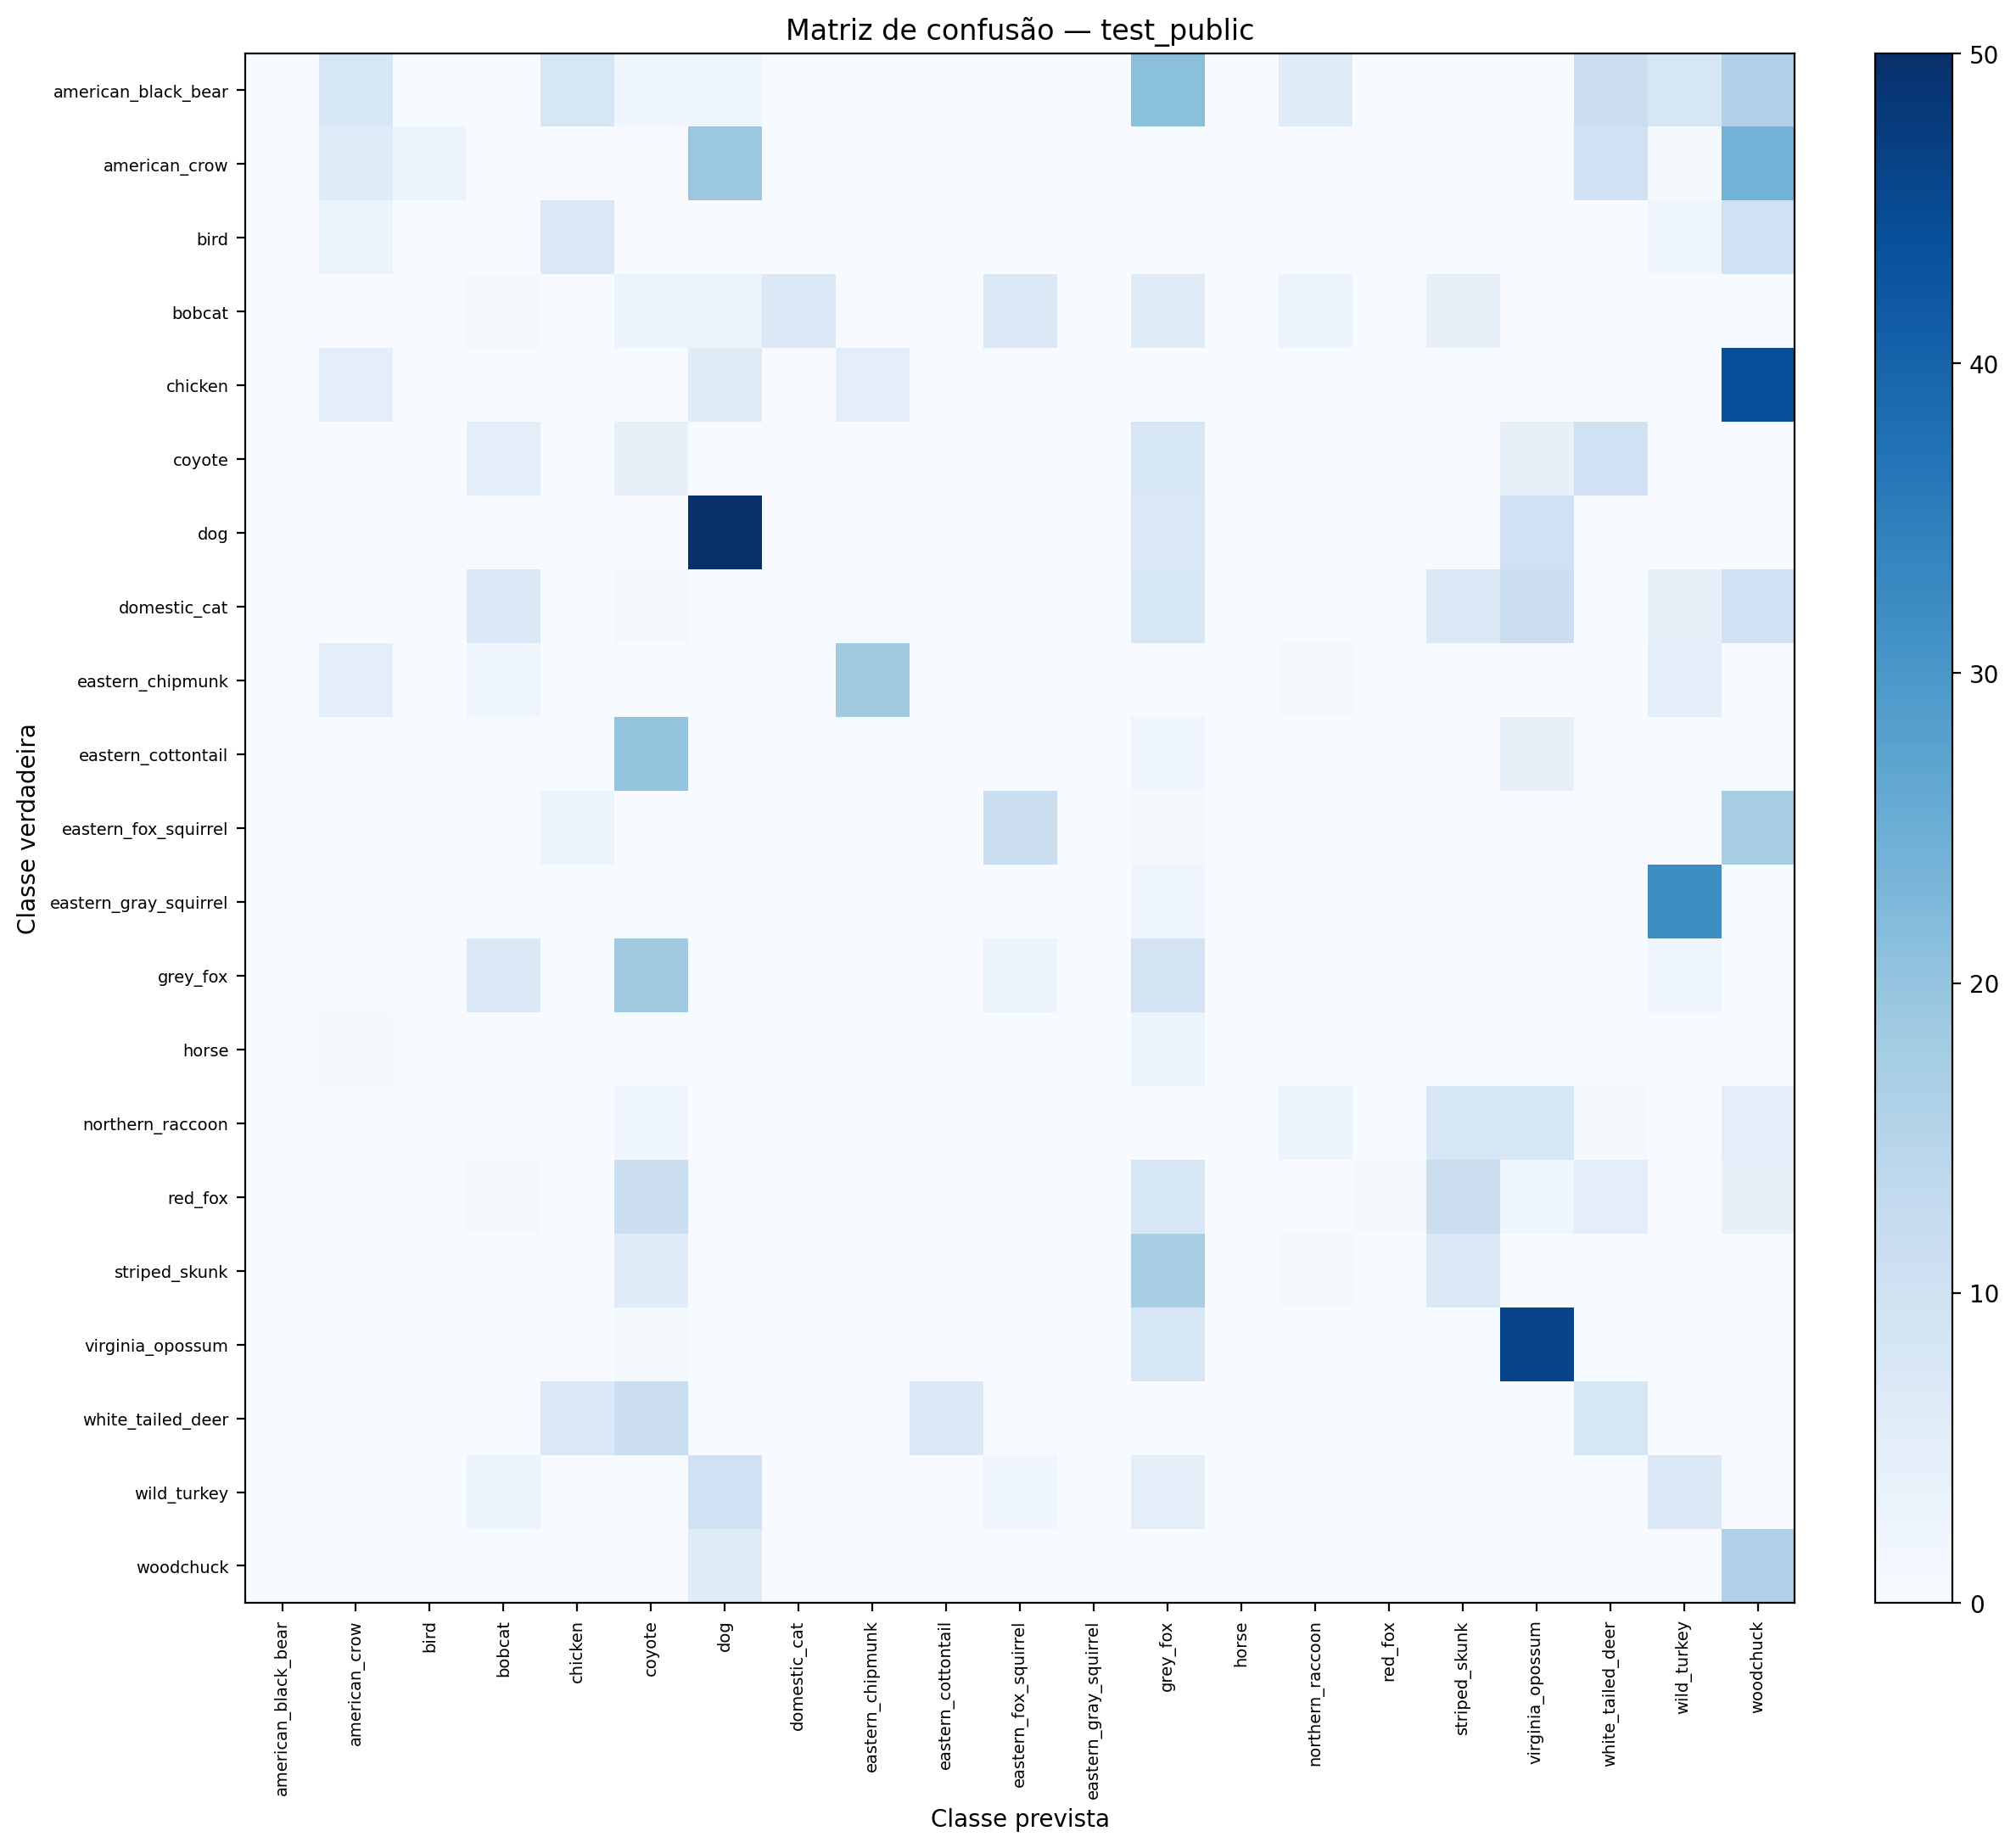 Matriz de confusão — test_public
Classe verdadeira
american_black_bear
american_crow
bird
bobcat
chicken
coyote
dog
domestic_cat
eastern_chipmunk
eastern_cottontail
eastern_fox_squirrel
eastern_gray_squirrel
grey_fox
horse
northern_raccoon
red_fox
striped_skunk
virginia_opossum
white_tailed_deer
wild_turkey
woodchuck
american_black_bear
american_crow
bird
bobcat
chicken
coyote
dog
domestic_cat
eastern_chipmunk
eastern_cottontail
eastern_fox_squirrel
eastern_gray_squirrel
grey_fox
horse
northern_raccoon
red_fox
striped_skunk
virginia_opossum
white_tailed_deer
wild_turkey
woodchuck
Classe prevista
50
40
30
20
10
0